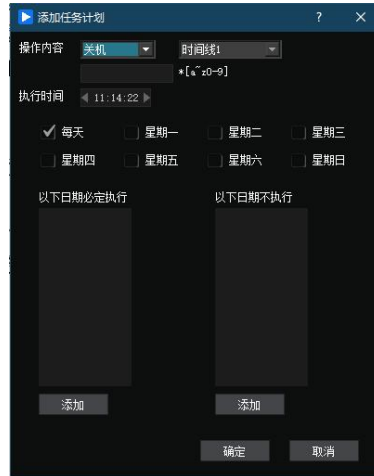 添加任务计划 ?
操作内容 关机 时间线1
*[a~z0-9]
执行时间 11:14:22
每天 星期一 星期二 星期三
星期四 星期五 星期六 星期日
以下日期必定执行 以下日期不执行
添加 添加
确定 取消